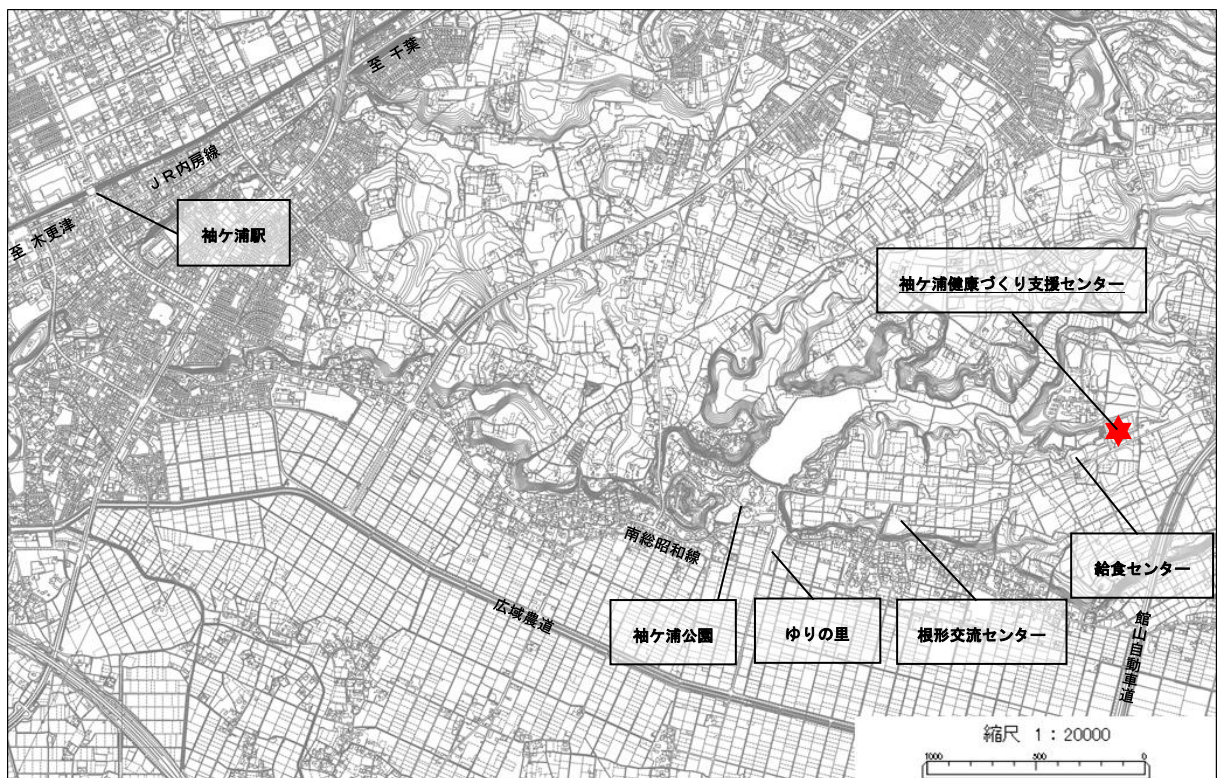 至 千葉
JR内房線
袖ケ浦駅
至 木更津
袖ケ浦健康づくり支援センター
南総昭和線
給食センター
広域農道
袖ケ浦公園
ゆりの里
根形交流センター
館山自動車道
縮尺 1:20000
1000 500 0